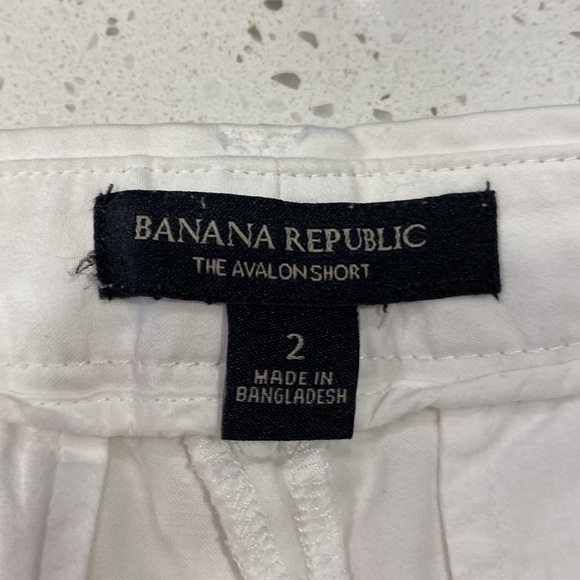 BANANA REPUBLIC
THE AVALON SHORT
2
MADE IN
BANGLADESH